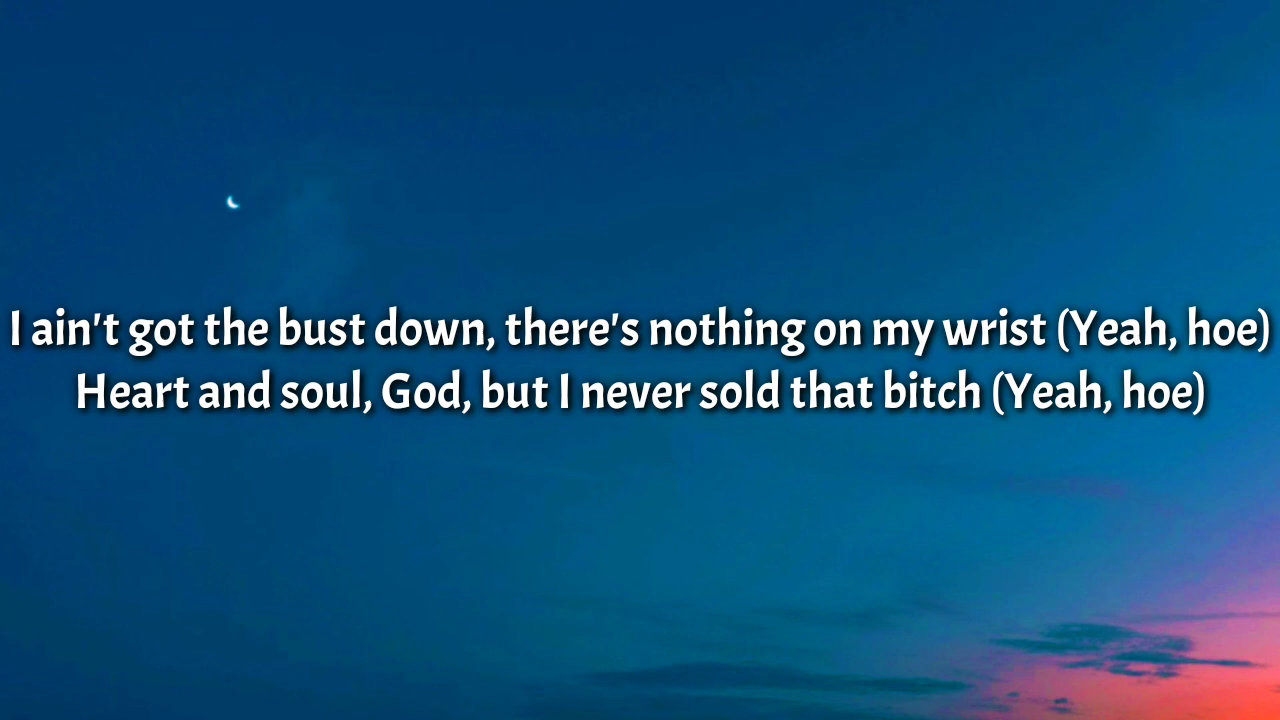 I ain't got the bust down, there's nothing on my wrist (Yeah, hoe)
Heart and soul, God, but I never sold that bitch (Yeah, hoe)